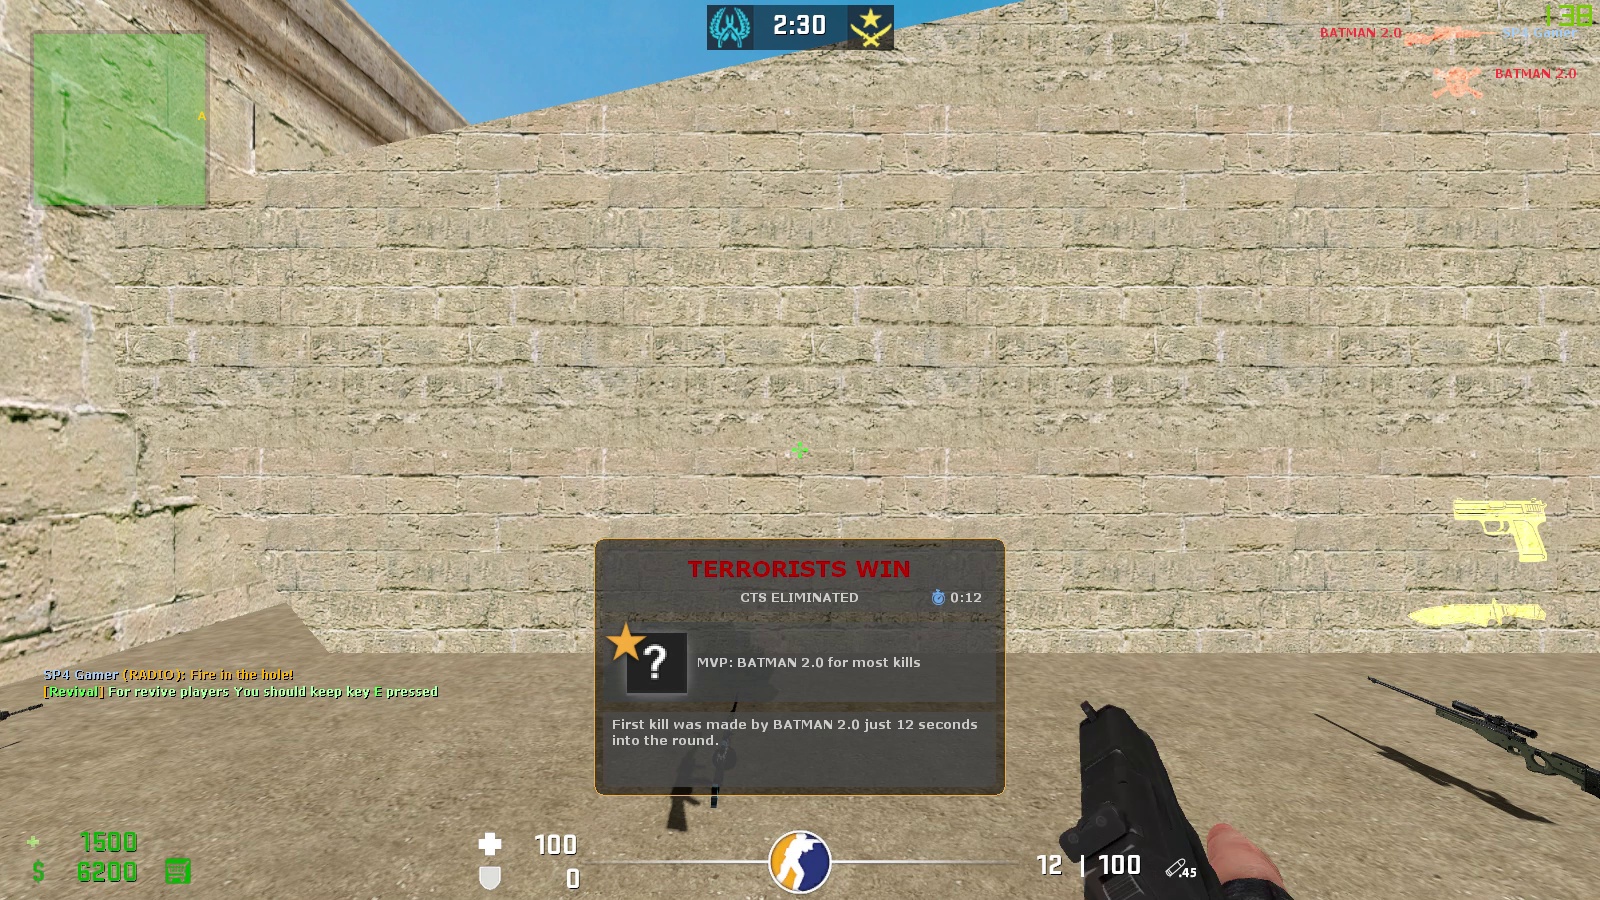 2:30
138
BATMAN 2.0 SP4 Gamer
BATMAN 2.0
A
TERRORISTS WIN
CTS ELIMINATED 0:12
?
MVP: BATMAN 2.0 for most kills
First kill was made by BATMAN 2.0 just 12 seconds
into the round.
SP4 Gamer (RADIO): Fire in the hole!
[Revival] For revive players You should keep key E pressed
1500
$ 6200
100
0
12 | 100 .45